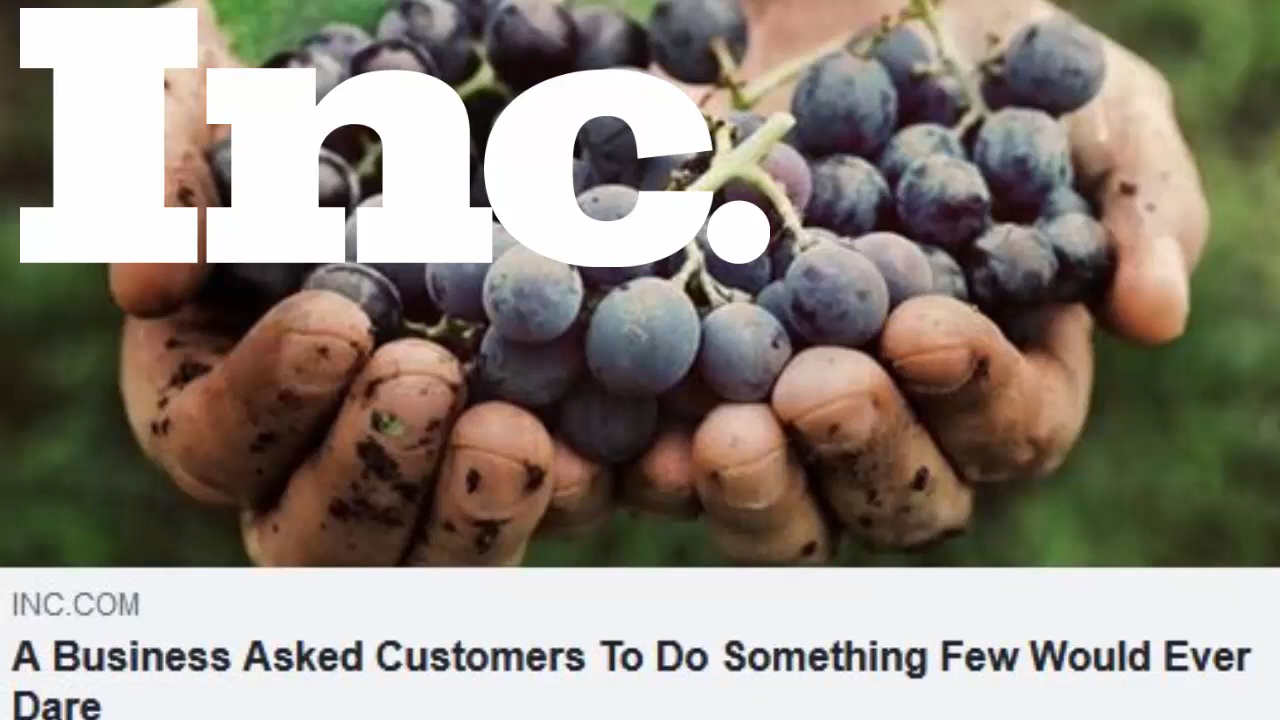 Inc.
INC.COM
A Business Asked Customers To Do Something Few Would Ever
Dare